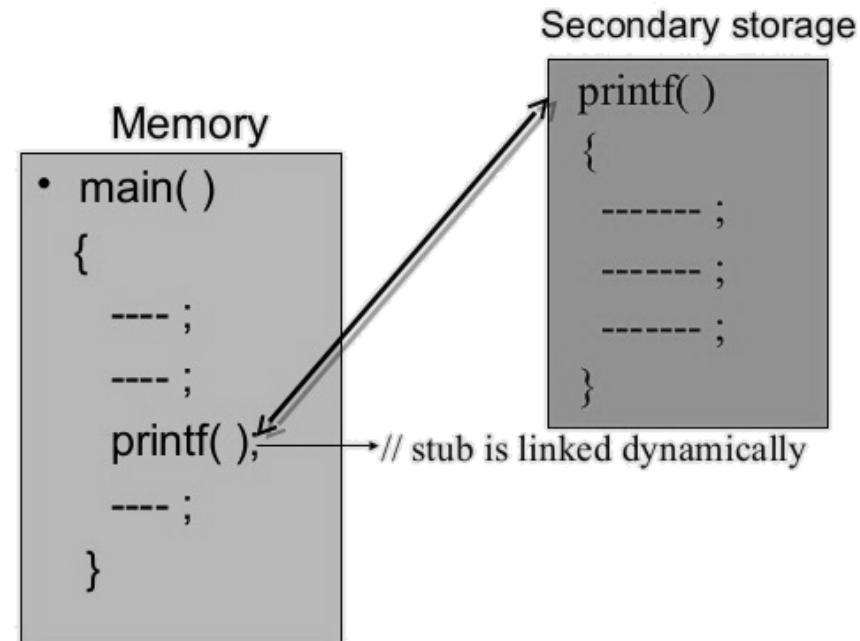 Secondary storage
printf( )
{
------- ;
------- ;
------- ;
}
Memory
• main( )
{
---- ;
---- ;
printf( );
// stub is linked dynamically
---- ;
}